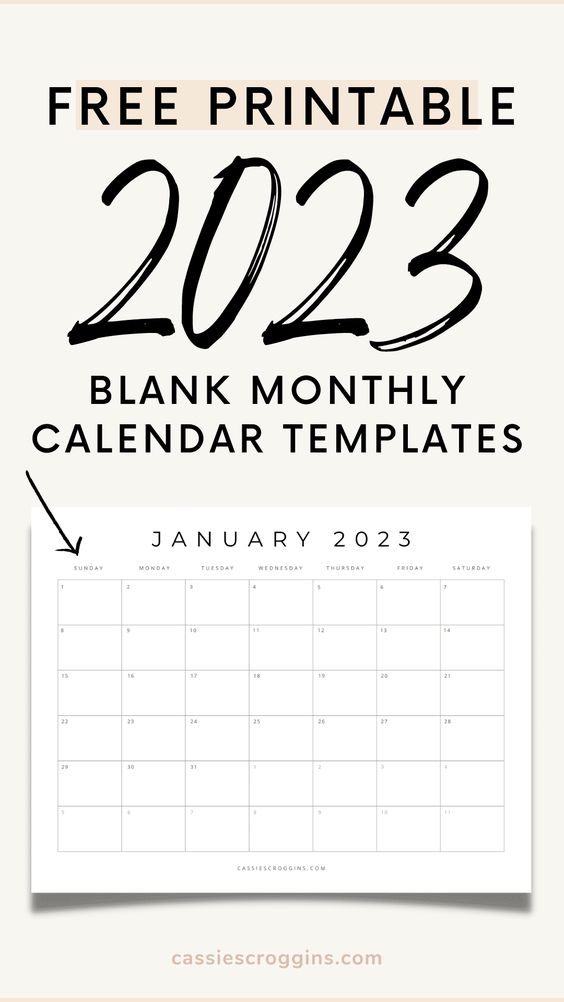 FREE PRINTABLE
2023
BLANK MONTHLY
CALENDAR TEMPLATES
JANUARY 2023
SUNDAY MONDAY TUESDAY WEDNESDAY THURSDAY FRIDAY SATURDAY
1 2 3 4 5 6 7
8 9 10 11 12 13 14
15 16 17 18 19 20 21
22 23 24 25 26 27 28
29 30 31 1 2 3 4
5 6 7 8 9 10 11
CASSIESCROGGINS.COM
cassiescroggins.com